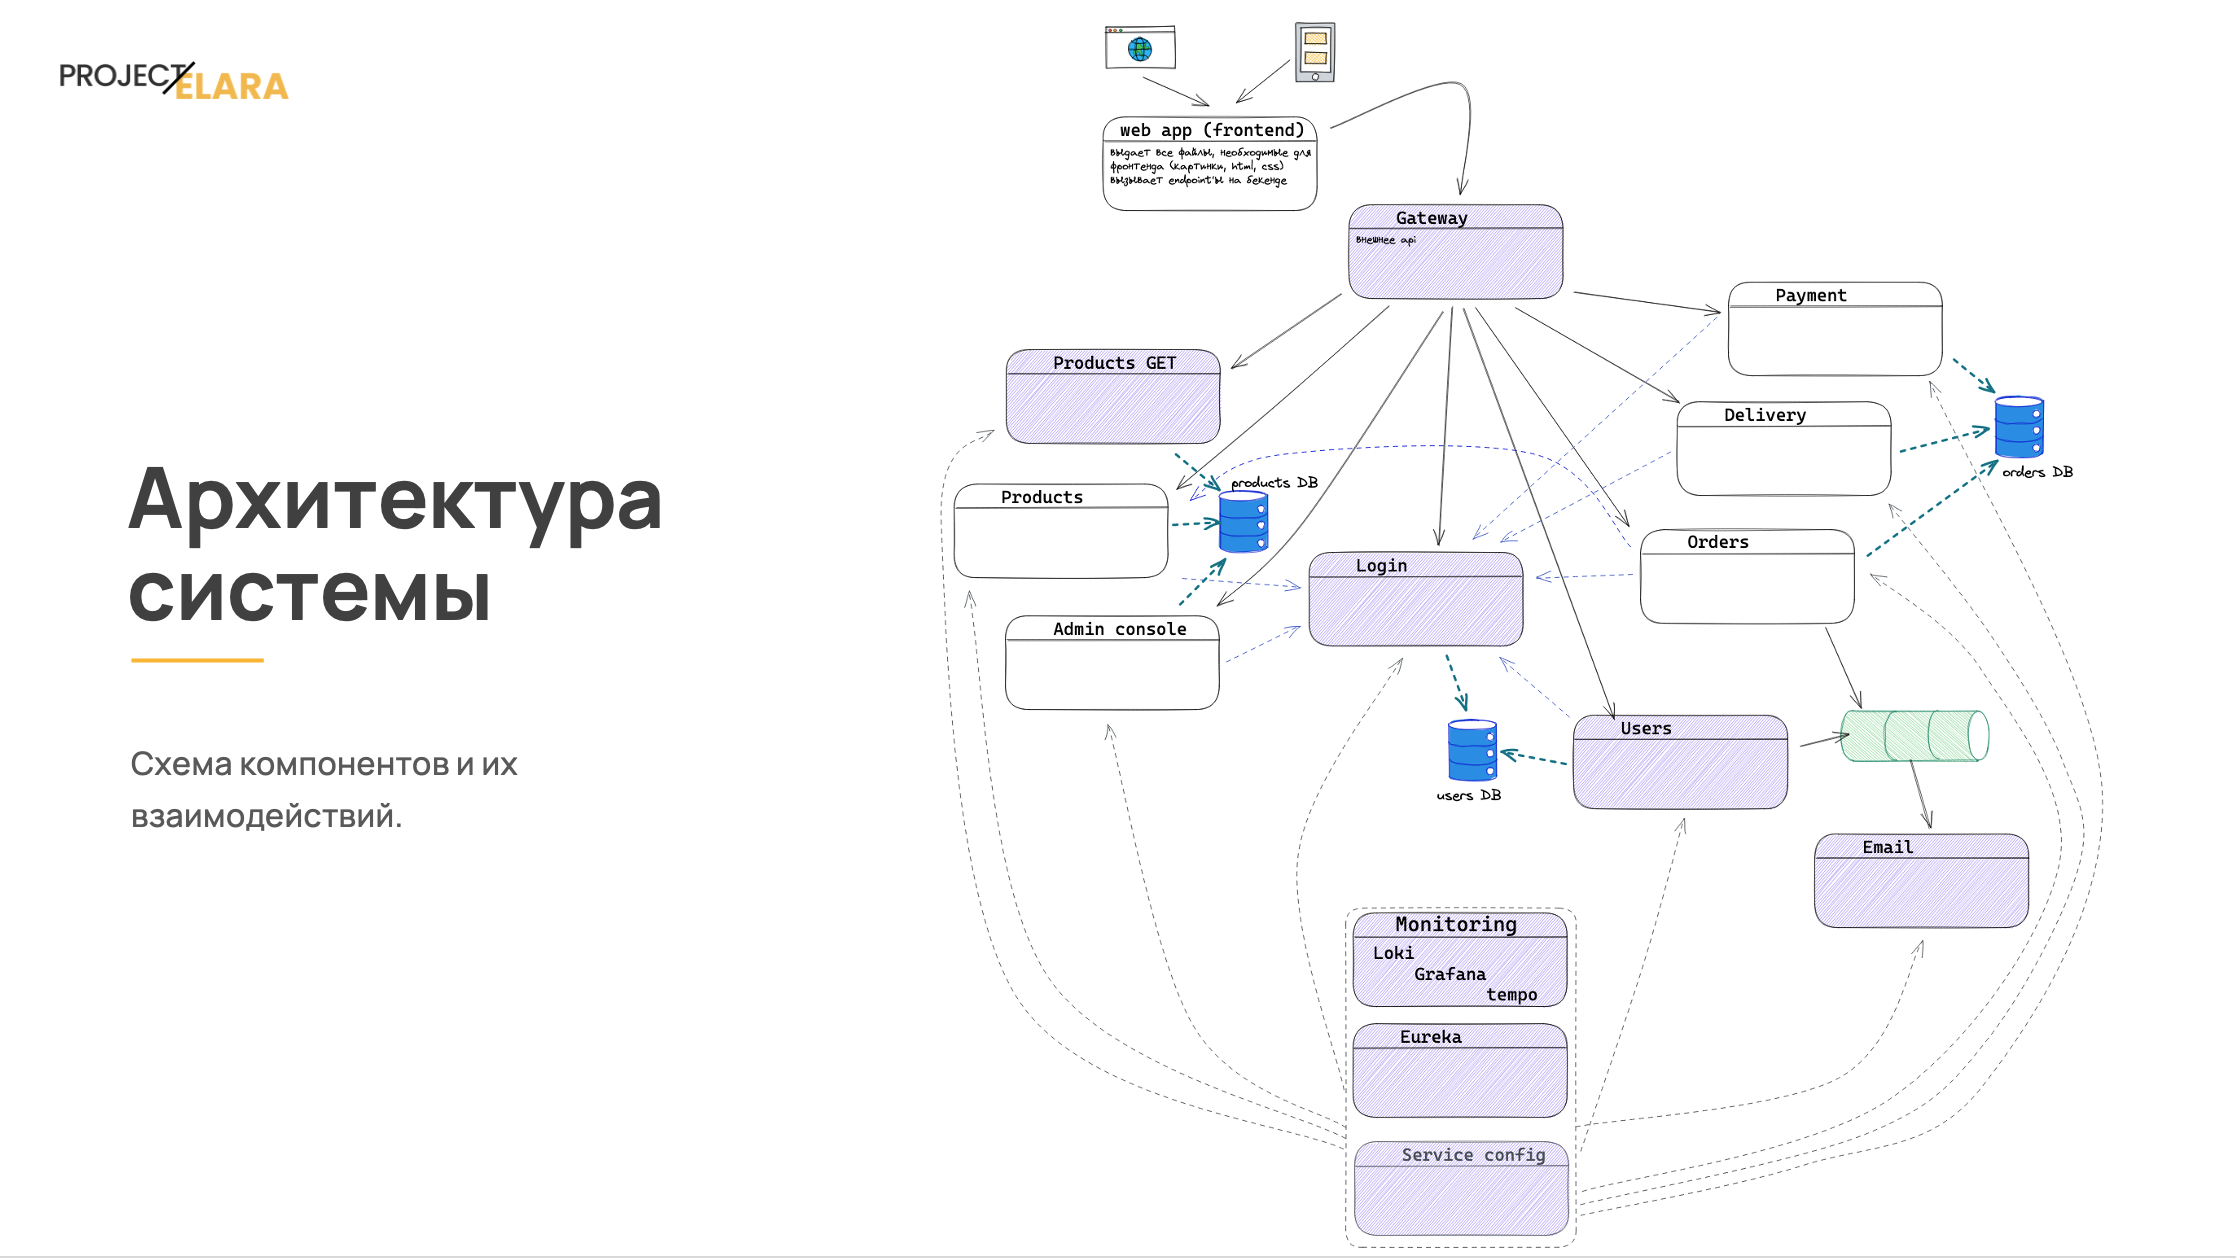 PROJECT
ELARA
Архитектура
системы
Схема компонентов и их
взаимодействий.
web app (frontend)
выдает все файлы, необходимые для
фронтенда (картинки, html, css)
вызывает endpoint'ы на бекенде
Gateway
внешнее api
Payment
Products GET
Delivery
orders DB
products DB
Products
Orders
Login
Admin console
Users
users DB
Email
Monitoring
Loki
Grafana
tempo
Eureka
Service config